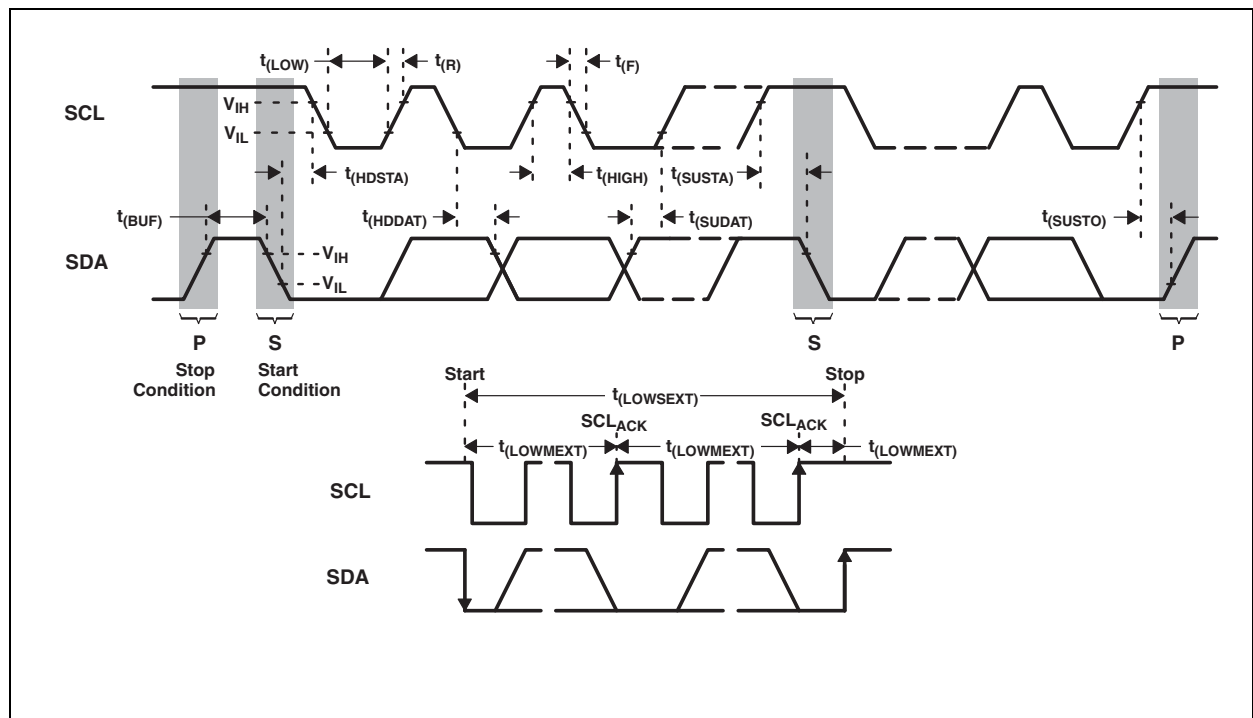 t(LOW)
t(R)
t(F)
SCL
VIH
VIL
t(HDSTA)
t(HIGH)
t(SUSTA)
t(BUF)
t(HDDAT)
t(SUDAT)
t(SUSTO)
SDA
VIH
VIL
P
S
S
P
Stop
Condition
Start
Condition
Start
Stop
t(LOWSEXT)
SCLACK
SCLACK
t(LOWMEXT)
t(LOWMEXT)
t(LOWMEXT)
SCL
SDA